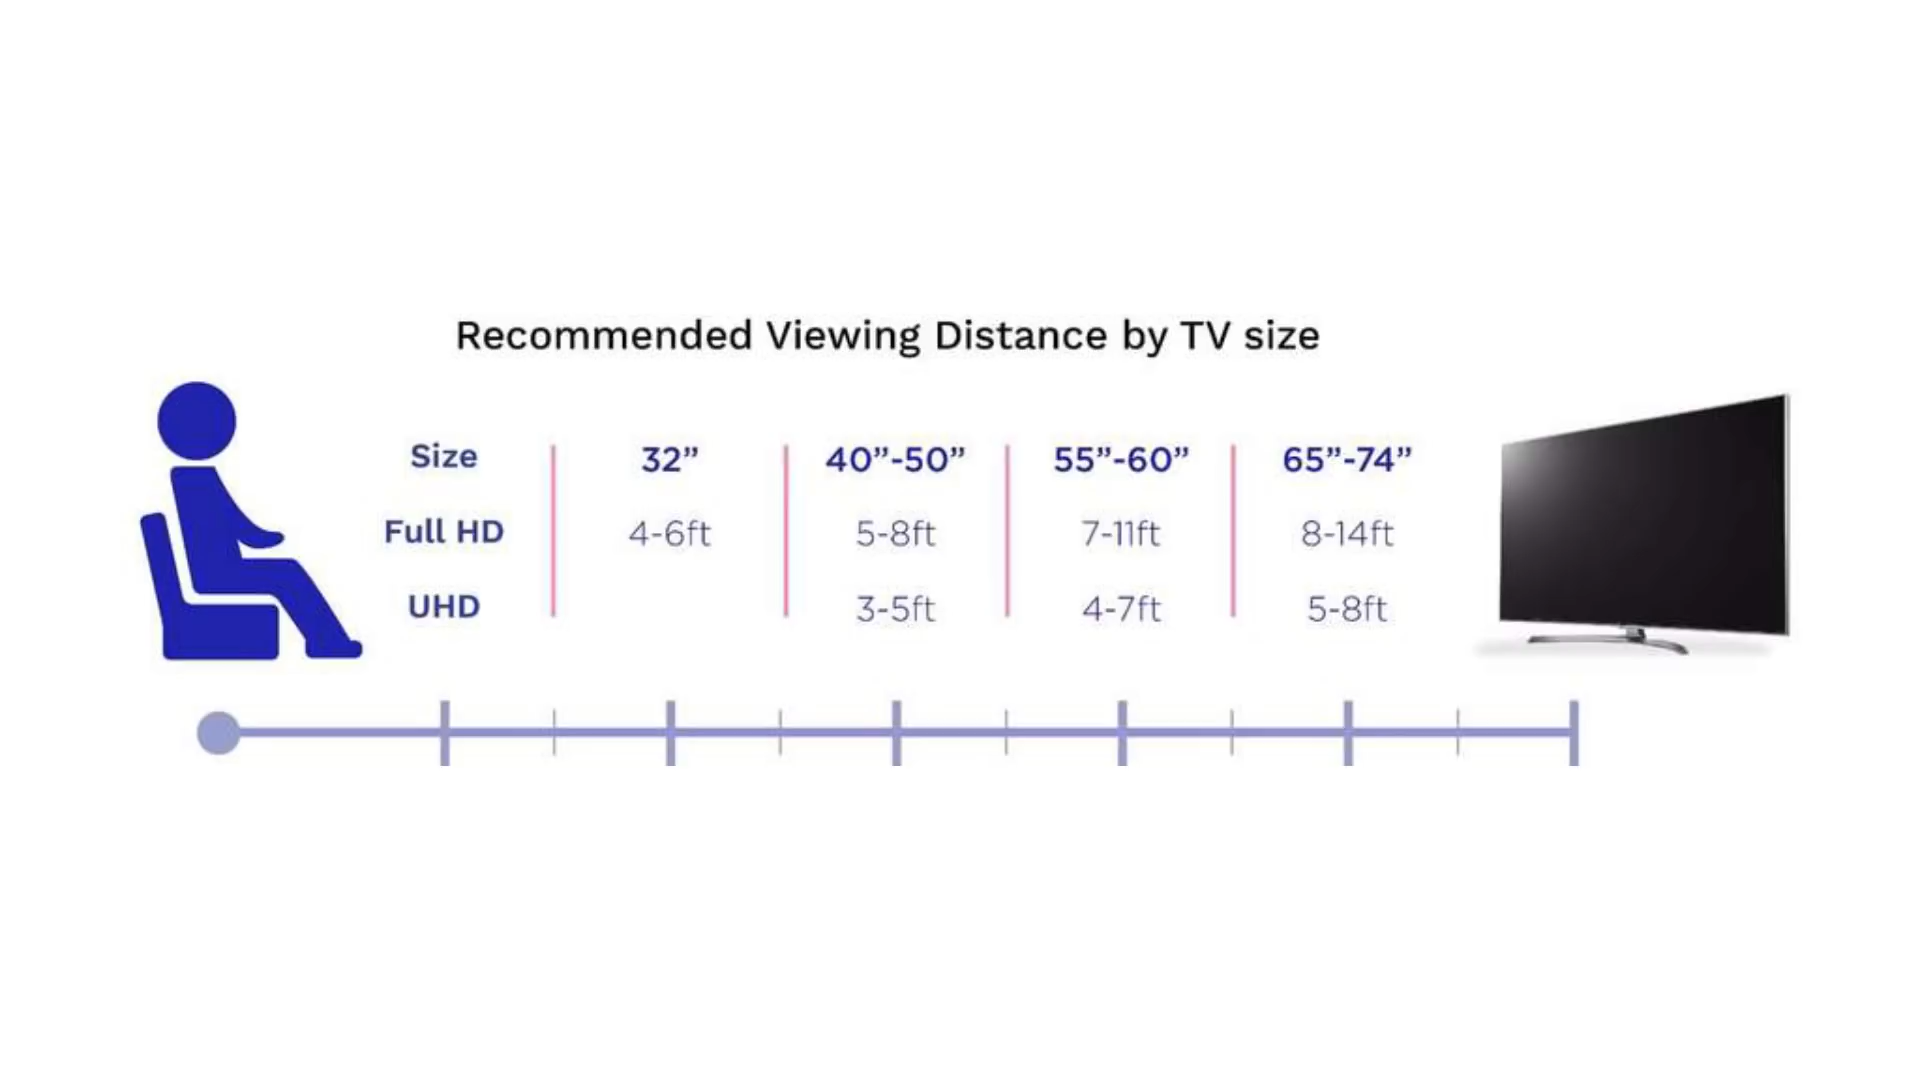 Recommended Viewing Distance by TV size
Size 32” 40”-50” 55”-60” 65”-74”
Full HD 4-6ft 5-8ft 7-11ft 8-14ft
UHD 3-5ft 4-7ft 5-8ft